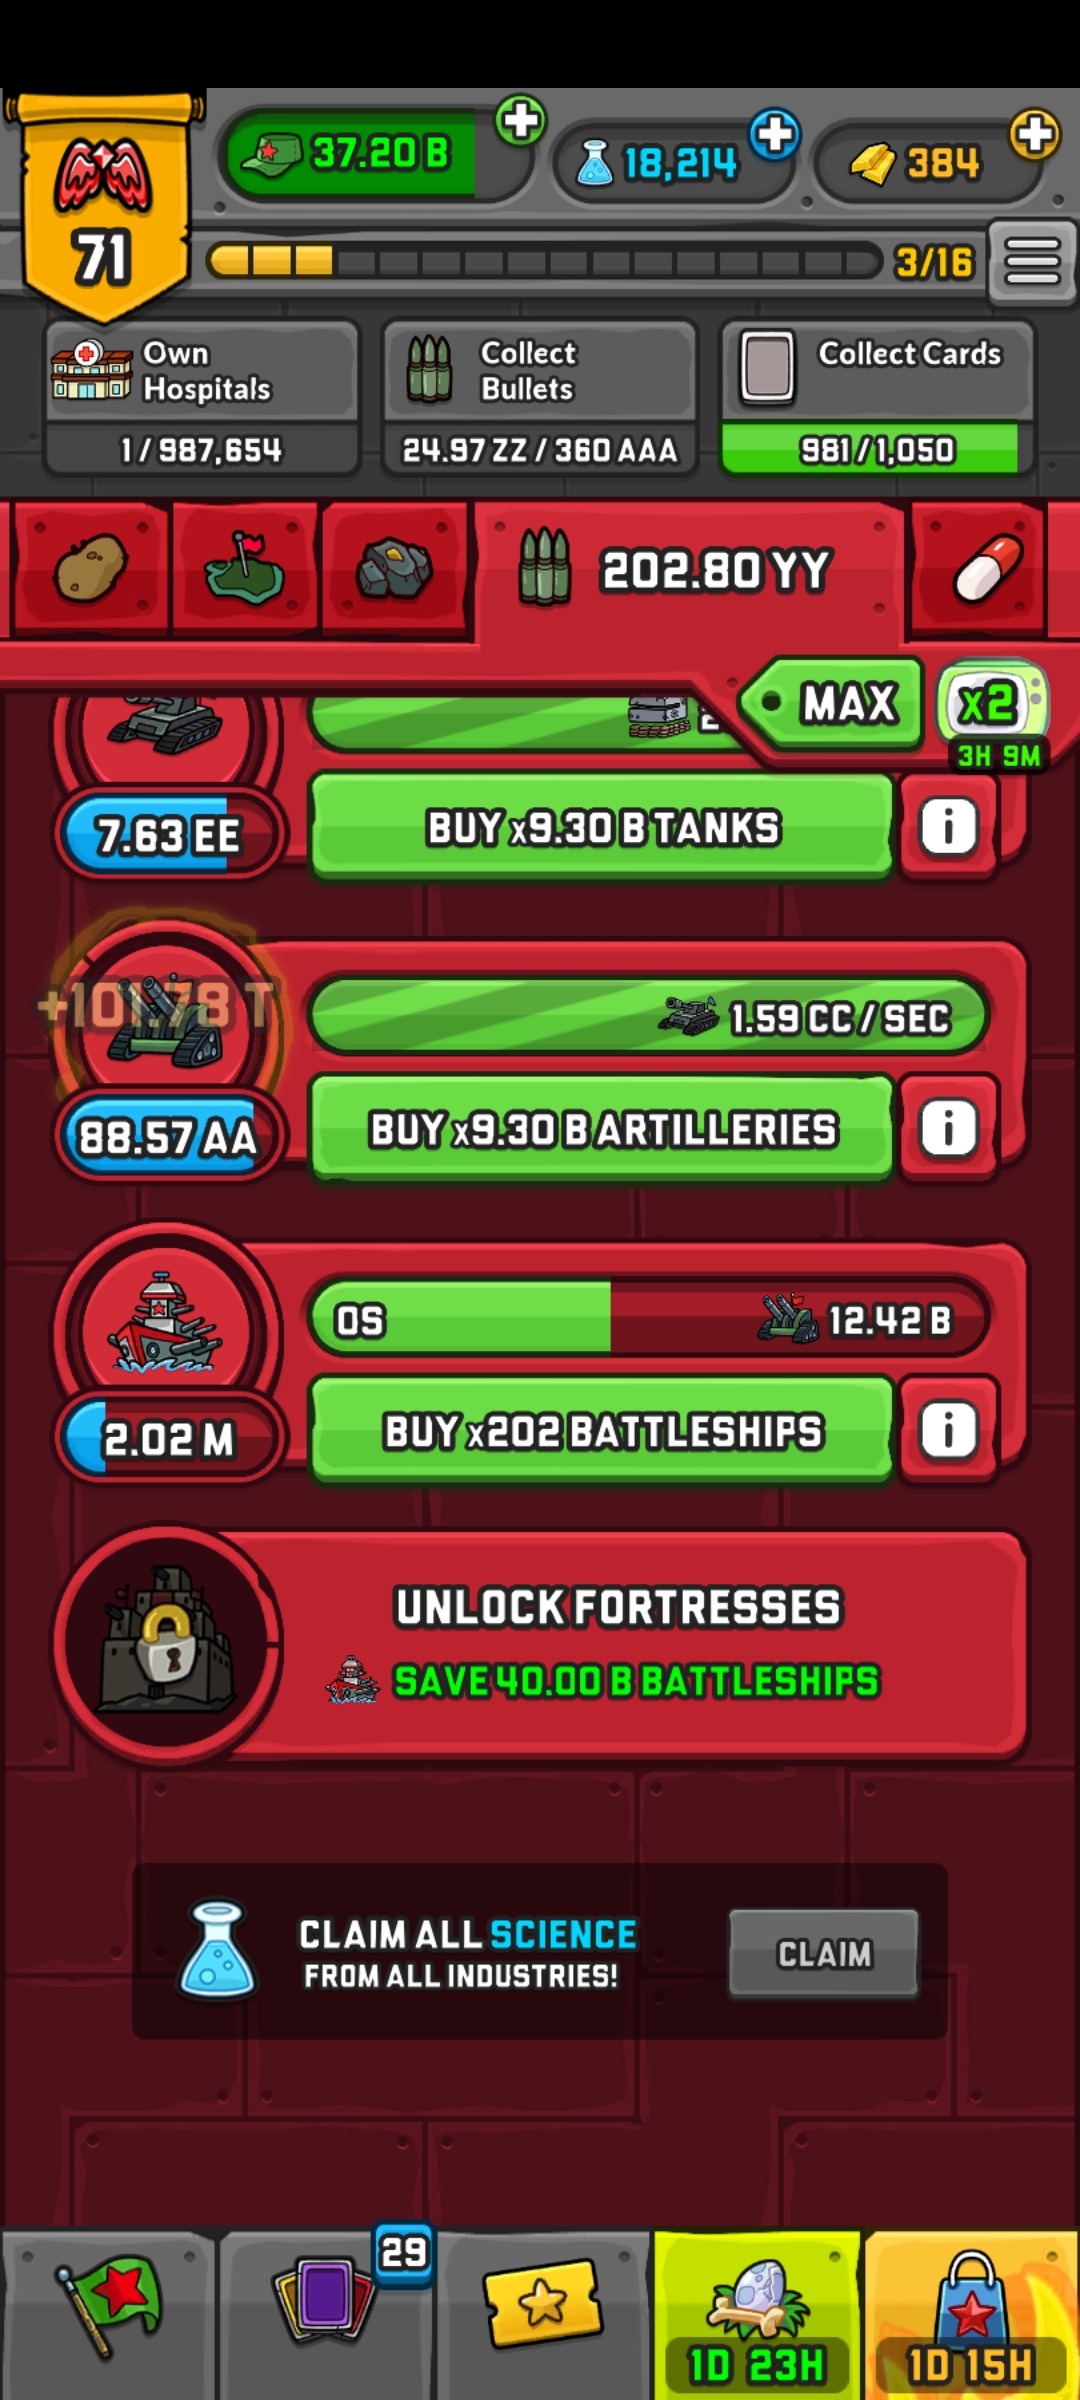 37.20 B
18,214
384
71
3/16
Own
Hospitals
1 / 987,654
Collect
Bullets
24.97 ZZ / 360 AAA
Collect Cards
981 / 1,050
202.80 YY
MAX
x2
3H 9M
7.63 EE
BUY x9.30 B TANKS
i
+101.78 T
1.59 CC / SEC
88.57 AA
BUY x9.30 B ARTILLERIES
i
0S
12.42 B
2.02 M
BUY x202 BATTLESHIPS
i
UNLOCK FORTRESSES
SAVE 40.00 B BATTLESHIPS
CLAIM ALL SCIENCE
FROM ALL INDUSTRIES!
CLAIM
29
1D 23H
1D 15H